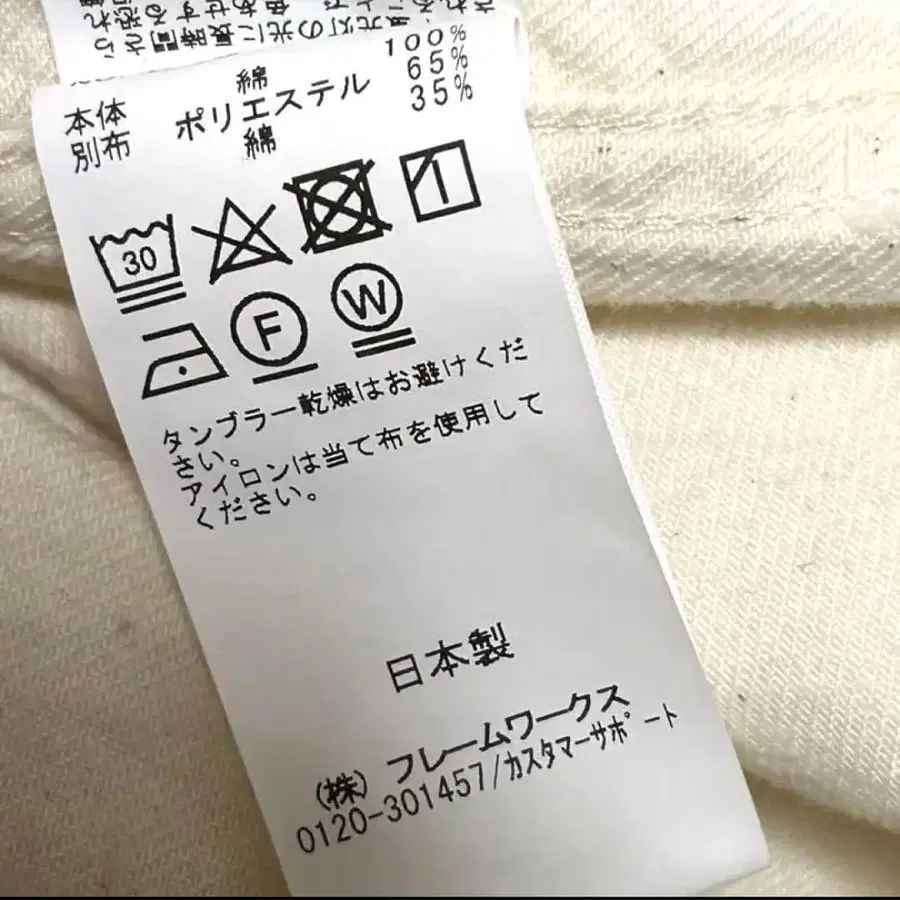 本体 綿 100%
別布 ポリエステル 65%
綿 35%
30
F
W
タンブラー乾燥はお避けくだ
さい。
アイロンは当て布を使用して
ください。
日本製
(株) フレームワークス
0120-301457/カスタマーサポート